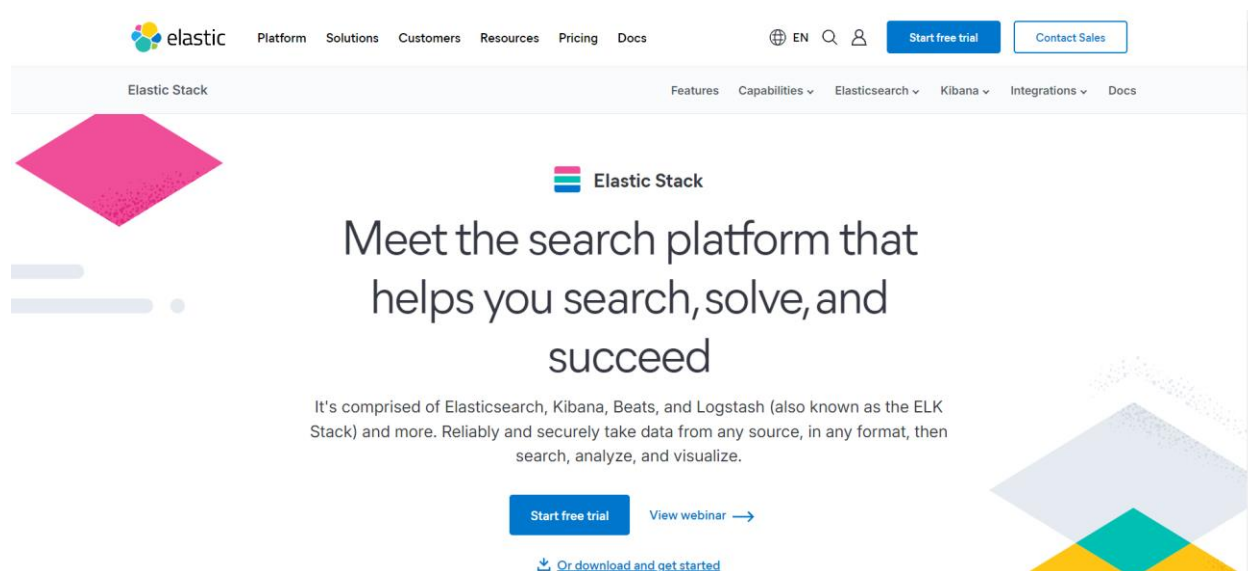 elastic Platform Solutions Customers Resources Pricing Docs EN Start free trial Contact Sales
Elastic Stack Features Capabilities Elasticsearch Kibana Integrations Docs
Elastic Stack
Meet the search platform that
helps you search, solve, and
succeed
It's comprised of Elasticsearch, Kibana, Beats, and Logstash (also known as the ELK
Stack) and more. Reliably and securely take data from any source, in any format, then
search, analyze, and visualize.
Start free trial View webinar
Or download and get started